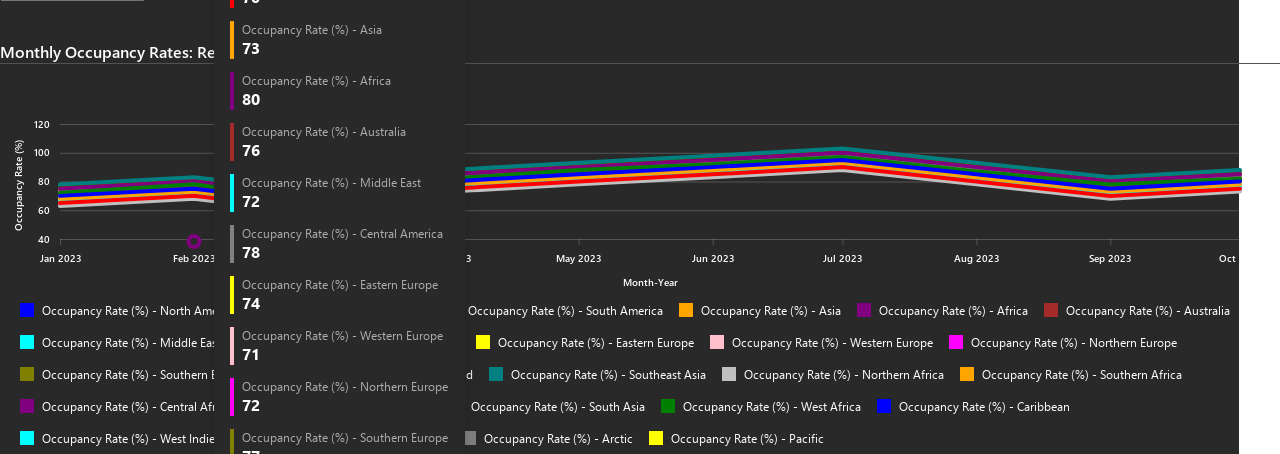 Monthly Occupancy Rates: Re
Occupancy Rate (%) - Asia
73
Occupancy Rate (%) - Africa
80
Occupancy Rate (%) - Australia
76
Occupancy Rate (%) - Middle East
72
Occupancy Rate (%) - Central America
78
Occupancy Rate (%) - Eastern Europe
74
Occupancy Rate (%) - Western Europe
71
Occupancy Rate (%) - Northern Europe
72
Occupancy Rate (%) - Southern Europe
Occupancy Rate (%)
120
100
80
60
40
Jan 2023 Feb 2023 3 May 2023 Jun 2023 Jul 2023 Aug 2023 Sep 2023 Oct
Month-Year
Occupancy Rate (%) - North Ame Occupancy Rate (%) - South America Occupancy Rate (%) - Asia Occupancy Rate (%) - Africa Occupancy Rate (%) - Australia
Occupancy Rate (%) - Middle Eas Occupancy Rate (%) - Eastern Europe Occupancy Rate (%) - Western Europe Occupancy Rate (%) - Northern Europe
Occupancy Rate (%) - Southern E d Occupancy Rate (%) - Southeast Asia Occupancy Rate (%) - Northern Africa Occupancy Rate (%) - Southern Africa
Occupancy Rate (%) - Central Afr Occupancy Rate (%) - South Asia Occupancy Rate (%) - West Africa Occupancy Rate (%) - Caribbean
Occupancy Rate (%) - West Indie Occupancy Rate (%) - Arctic Occupancy Rate (%) - Pacific